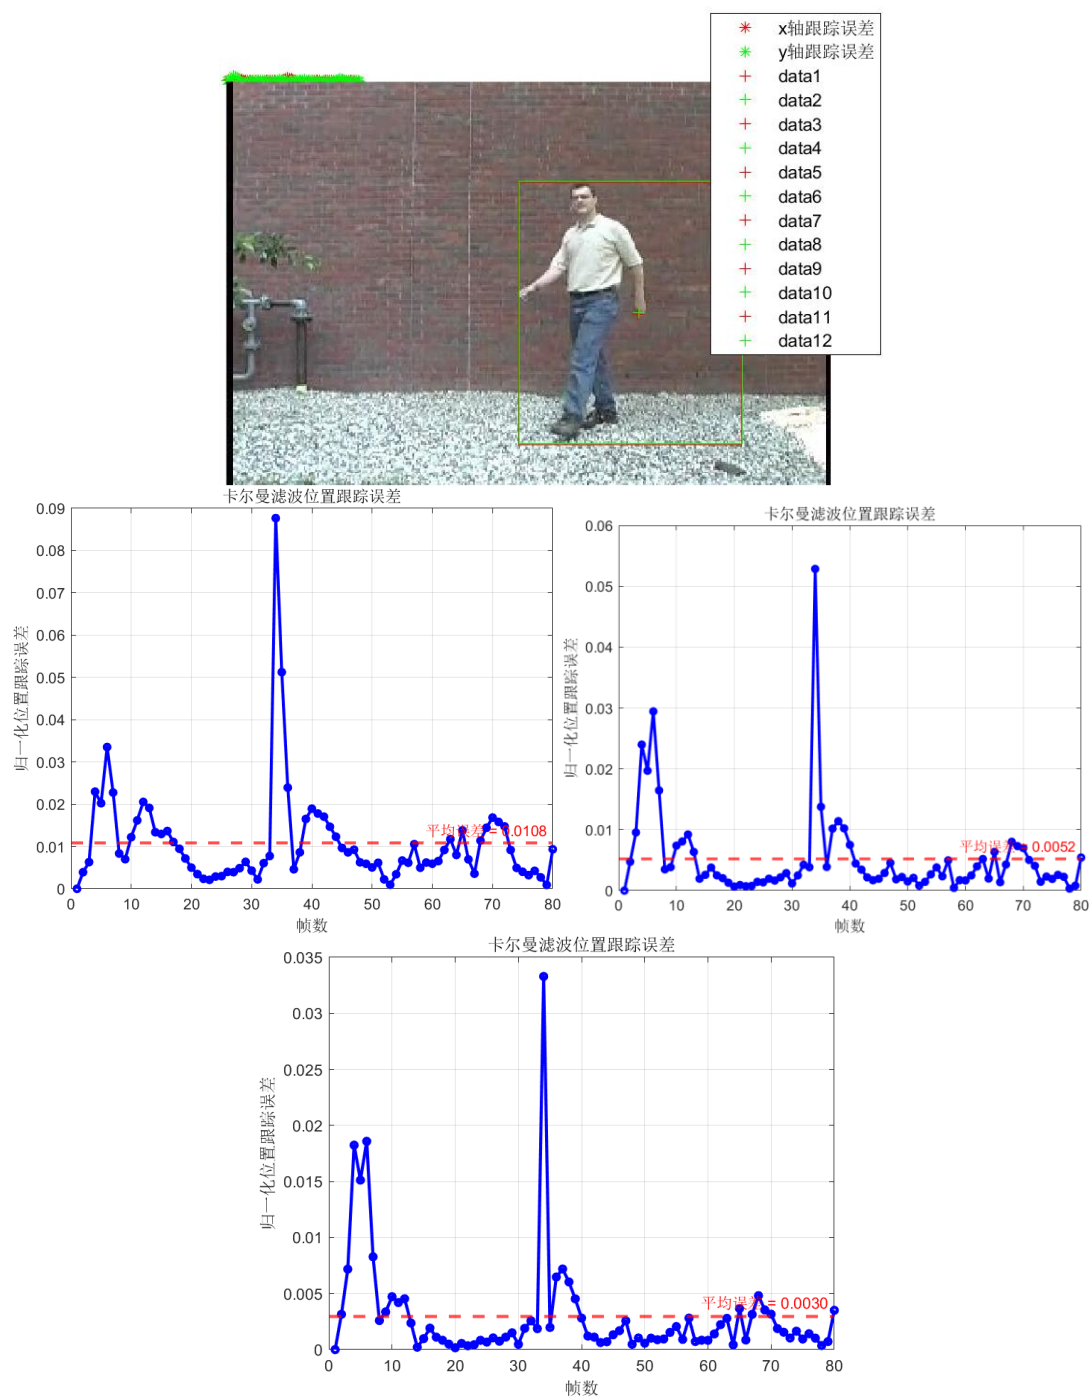 x轴跟踪误差
y轴跟踪误差
data1
data2
data3
data4
data5
data6
data7
data8
data9
data10
data11
data12
卡尔曼滤波位置跟踪误差
0.09
0.08
0.07
0.06
0.05
0.04
0.03
0.02
0.01
0
归一化位置跟踪误差
平均误差 = 0.0108
0 10 20 30 40 50 60 70 80
帧数
卡尔曼滤波位置跟踪误差
0.06
0.05
0.04
0.03
0.02
0.01
0
归一化位置跟踪误差
平均误差 = 0.0052
0 10 20 30 40 50 60 70 80
帧数
卡尔曼滤波位置跟踪误差
0.035
0.03
0.025
0.02
0.015
0.01
0.005
0
归一化位置跟踪误差
平均误差 = 0.0030
0 10 20 30 40 50 60 70 80
帧数